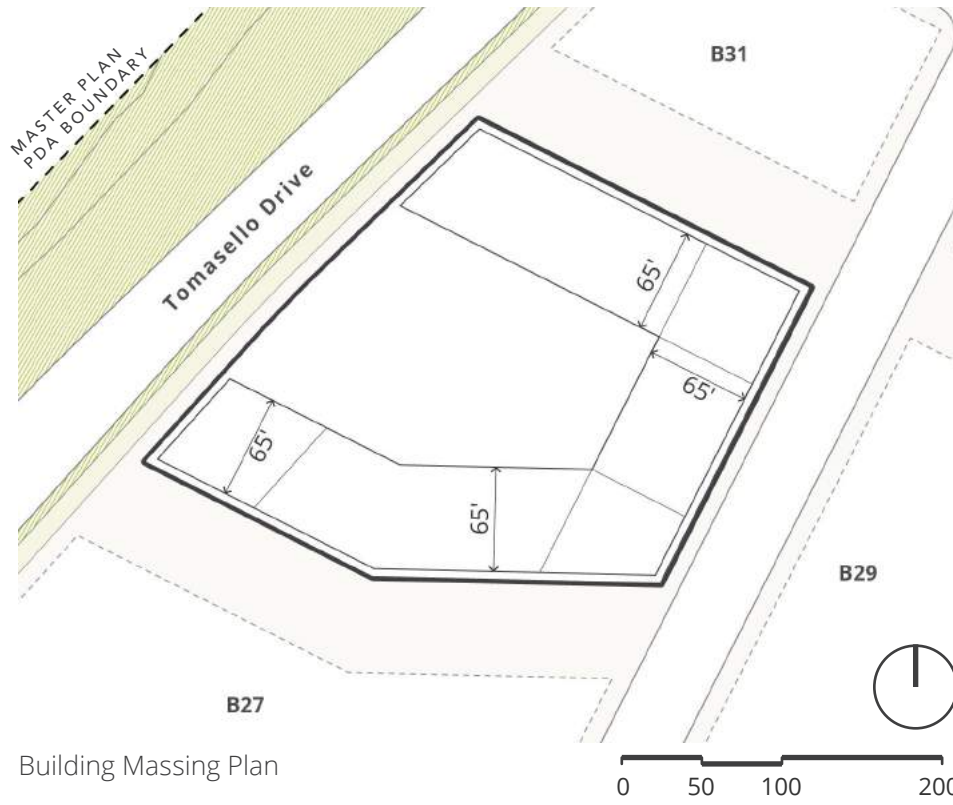 MASTER PLAN
PDA BOUNDARY
B31
Tomasello Drive
65'
65'
65'
65'
B29
B27
Building Massing Plan
0 50 100 200